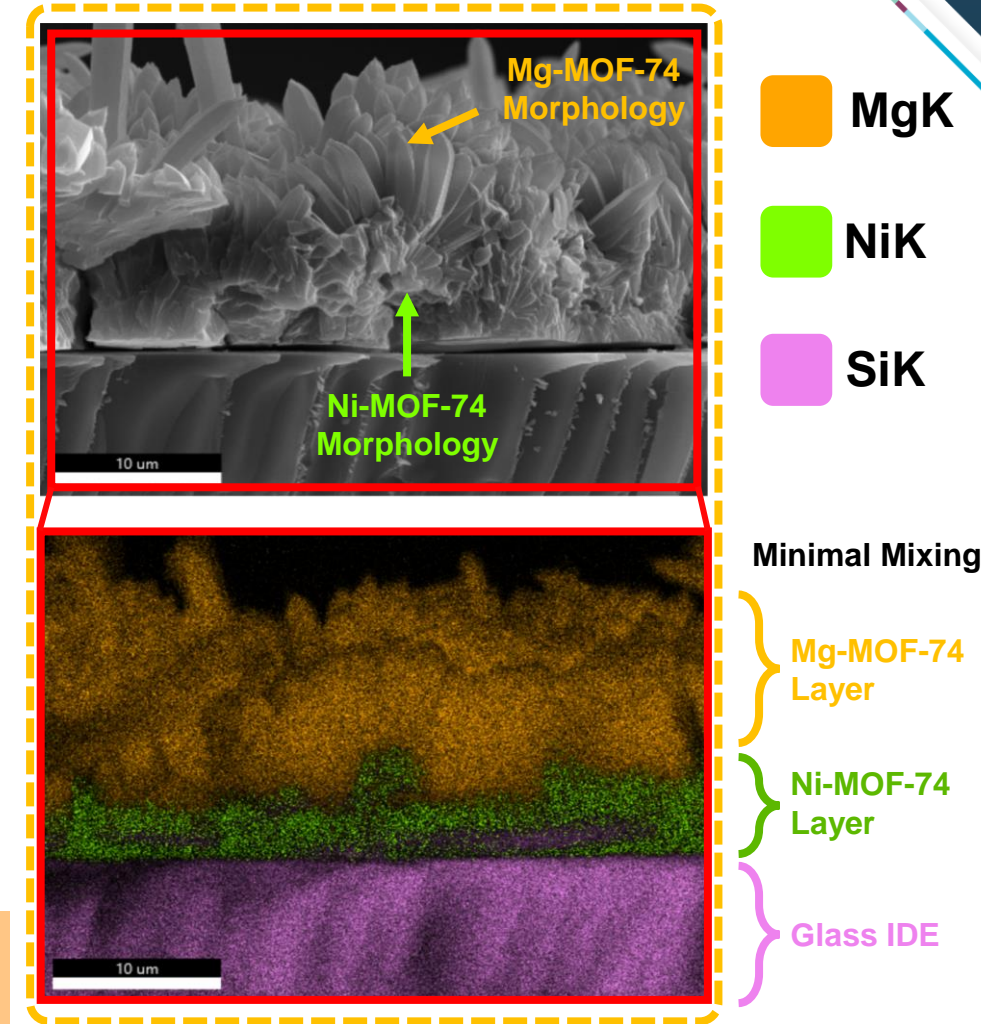 Mg-MOF-74
Morphology
Ni-MOF-74
Morphology
10 um
MgK
NiK
SiK
Minimal Mixing
Mg-MOF-74
Layer
Ni-MOF-74
Layer
Glass IDE
10 um